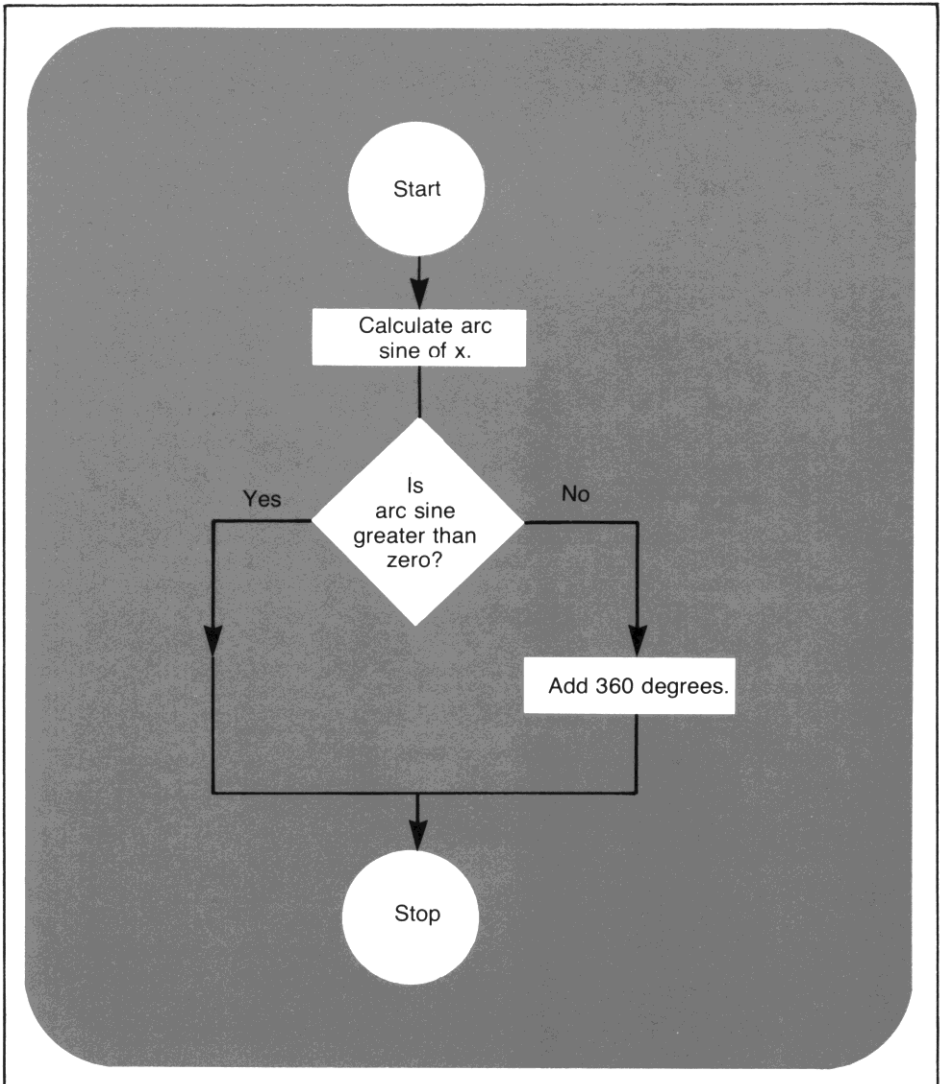 Start
Calculate arc
sine of x.
Is
arc sine
greater than
zero?
Yes
No
Add 360 degrees.
Stop